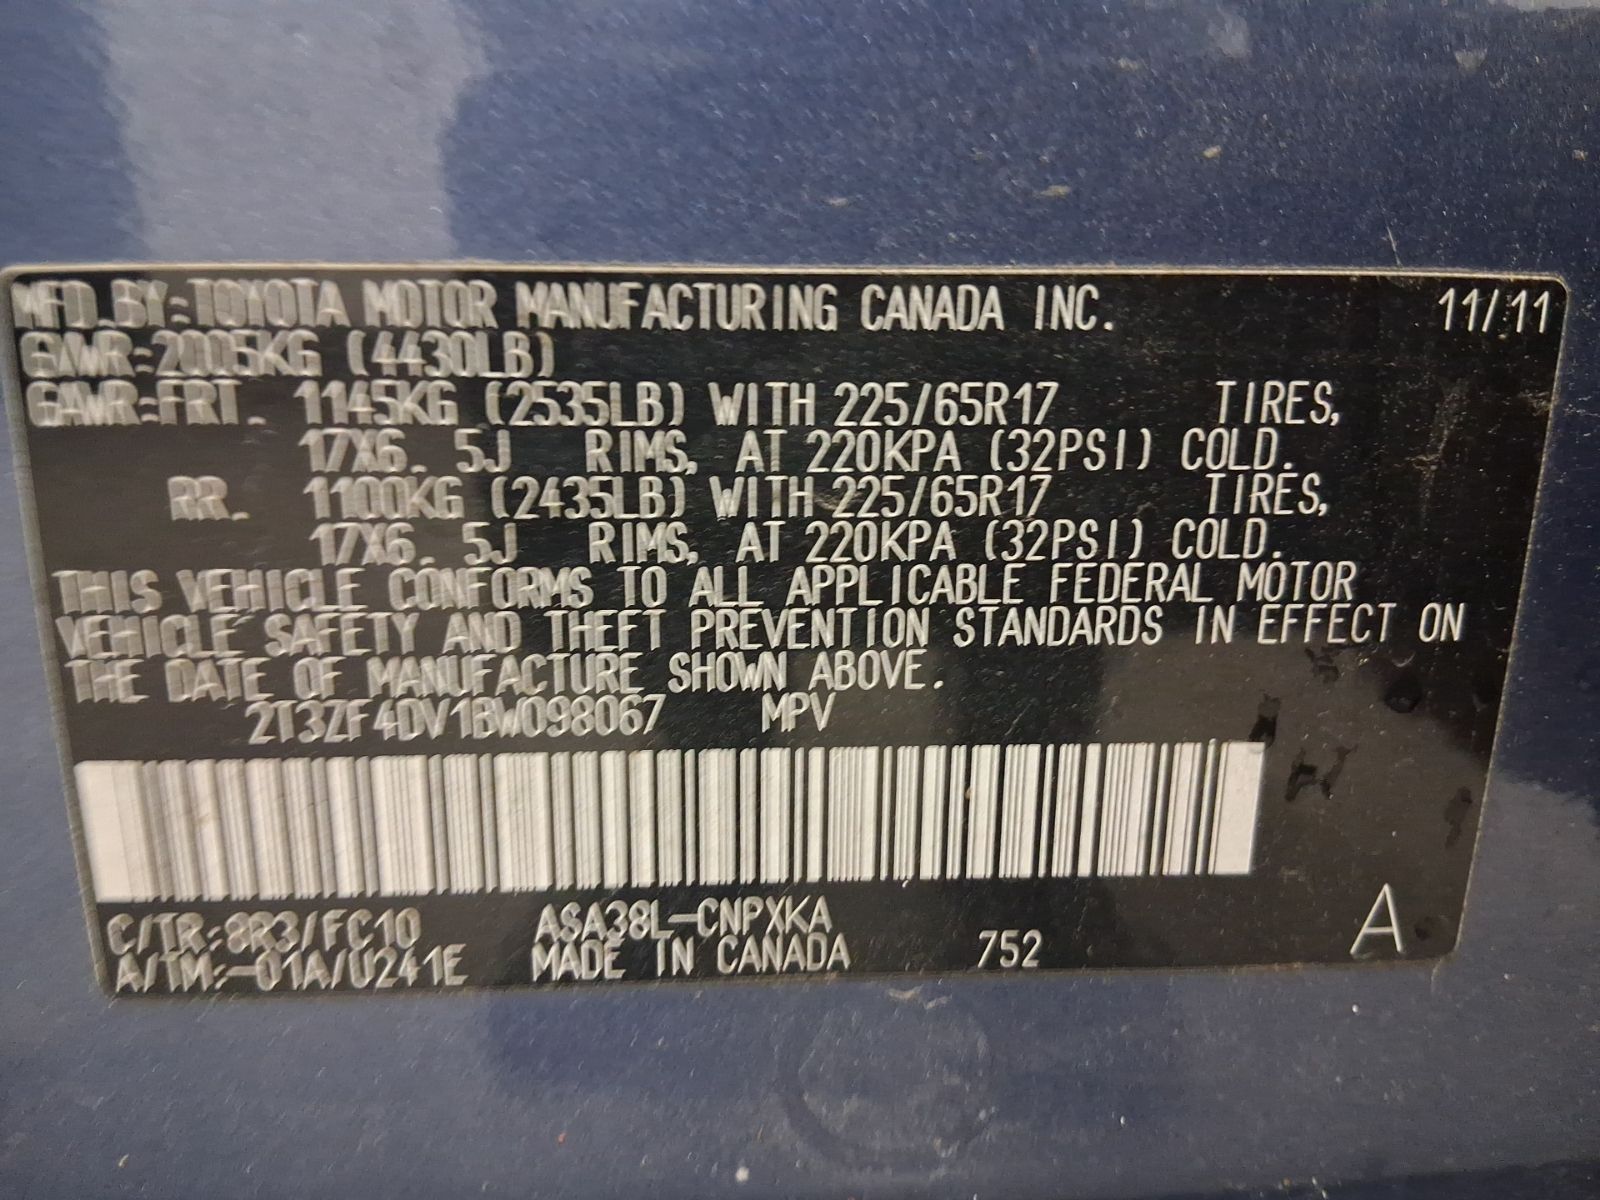 MFD. BY: TOYOTA MOTOR MANUFACTURING CANADA INC. 11/11
GVWR: 2005KG (4430LB)
GAWR: FRT. 1145KG (2535LB) WITH 225/65R17 TIRES,
17X6.5J RIMS, AT 220KPA (32PSI) COLD.
RR. 1100KG (2435LB) WITH 225/65R17 TIRES,
17X6.5J RIMS, AT 220KPA (32PSI) COLD.
THIS VEHICLE CONFORMS TO ALL APPLICABLE FEDERAL MOTOR
VEHICLE SAFETY AND THEFT PREVENTION STANDARDS IN EFFECT ON
THE DATE OF MANUFACTURE SHOWN ABOVE.
2T3ZF4DV1BW098067 MPV
C/TR: 8R3/FC10 ASA38L-CNPXKA
A/TM: -01A/U241E MADE IN CANADA 752 A